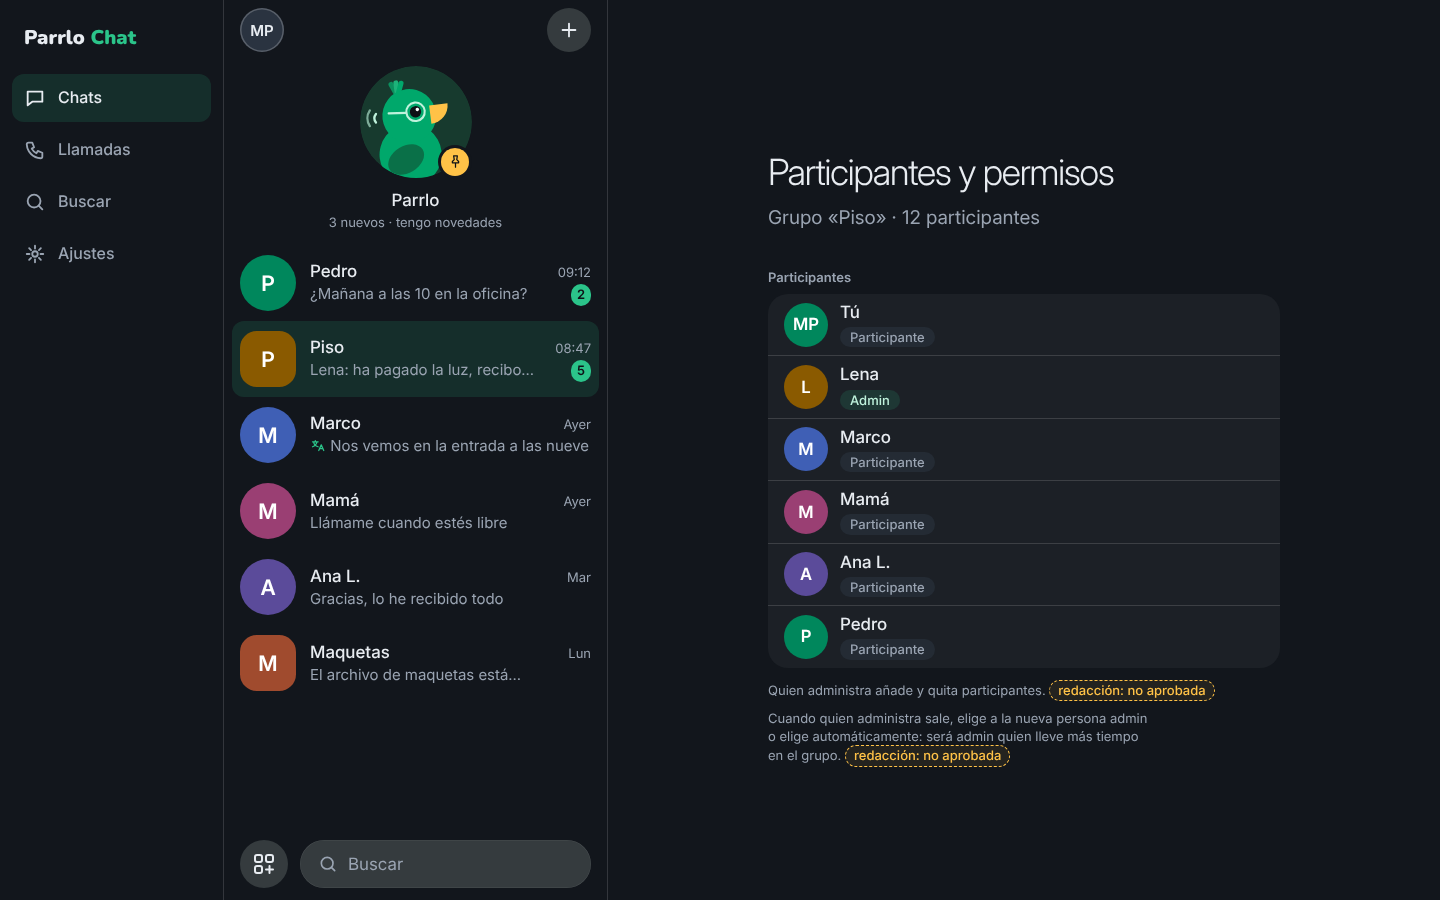 Parrlo Chat
Chats
Llamadas
Buscar
Ajustes
MP
Parrlo
3 nuevos · tengo novedades
P
Pedro
09:12
¿Mañana a las 10 en la oficina?
2
P
Piso
08:47
Lena: ha pagado la luz, recibo...
5
M
Marco
Ayer
Nos vemos en la entrada a las nueve
M
Mamá
Ayer
Llámame cuando estés libre
A
Ana L.
Mar
Gracias, lo he recibido todo
M
Maquetas
Lun
El archivo de maquetas está...
Buscar
Participantes y permisos
Grupo «Piso» · 12 participantes
Participantes
MP
Tú
Participante
L
Lena
Admin
M
Marco
Participante
M
Mamá
Participante
A
Ana L.
Participante
P
Pedro
Participante
Quien administra añade y quita participantes. redacción: no aprobada
Cuando quien administra sale, elige a la nueva persona admin
o elige automáticamente: será admin quien lleve más tiempo
en el grupo. redacción: no aprobada